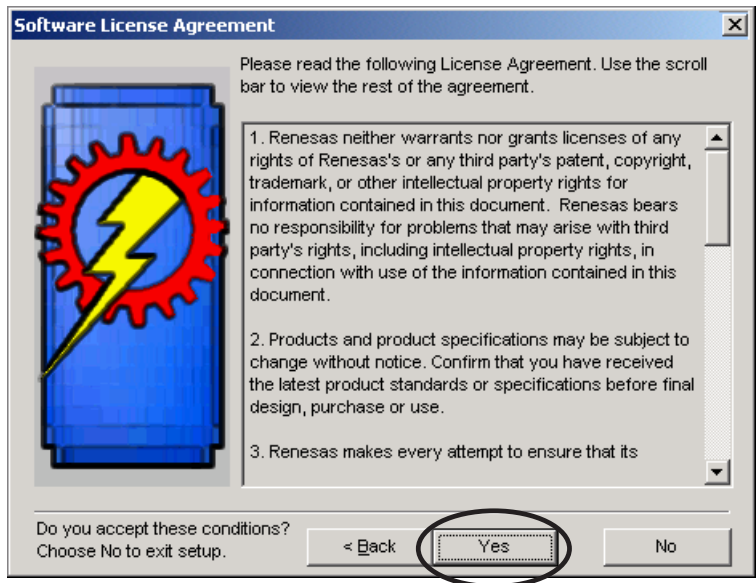 Software License Agreement
Please read the following License Agreement. Use the scroll
bar to view the rest of the agreement.
1. Renesas neither warrants nor grants licenses of any
rights of Renesas's or any third party's patent, copyright,
trademark, or other intellectual property rights for
information contained in this document.  Renesas bears
no responsibility for problems that may arise with third
party's rights, including intellectual property rights, in
connection with use of the information contained in this
document.
2. Products and product specifications may be subject to
change without notice. Confirm that you have received
the latest product standards or specifications before final
design, purchase or use.
3. Renesas makes every attempt to ensure that its
Do you accept these conditions?
Choose No to exit setup.
< Back
Yes
No